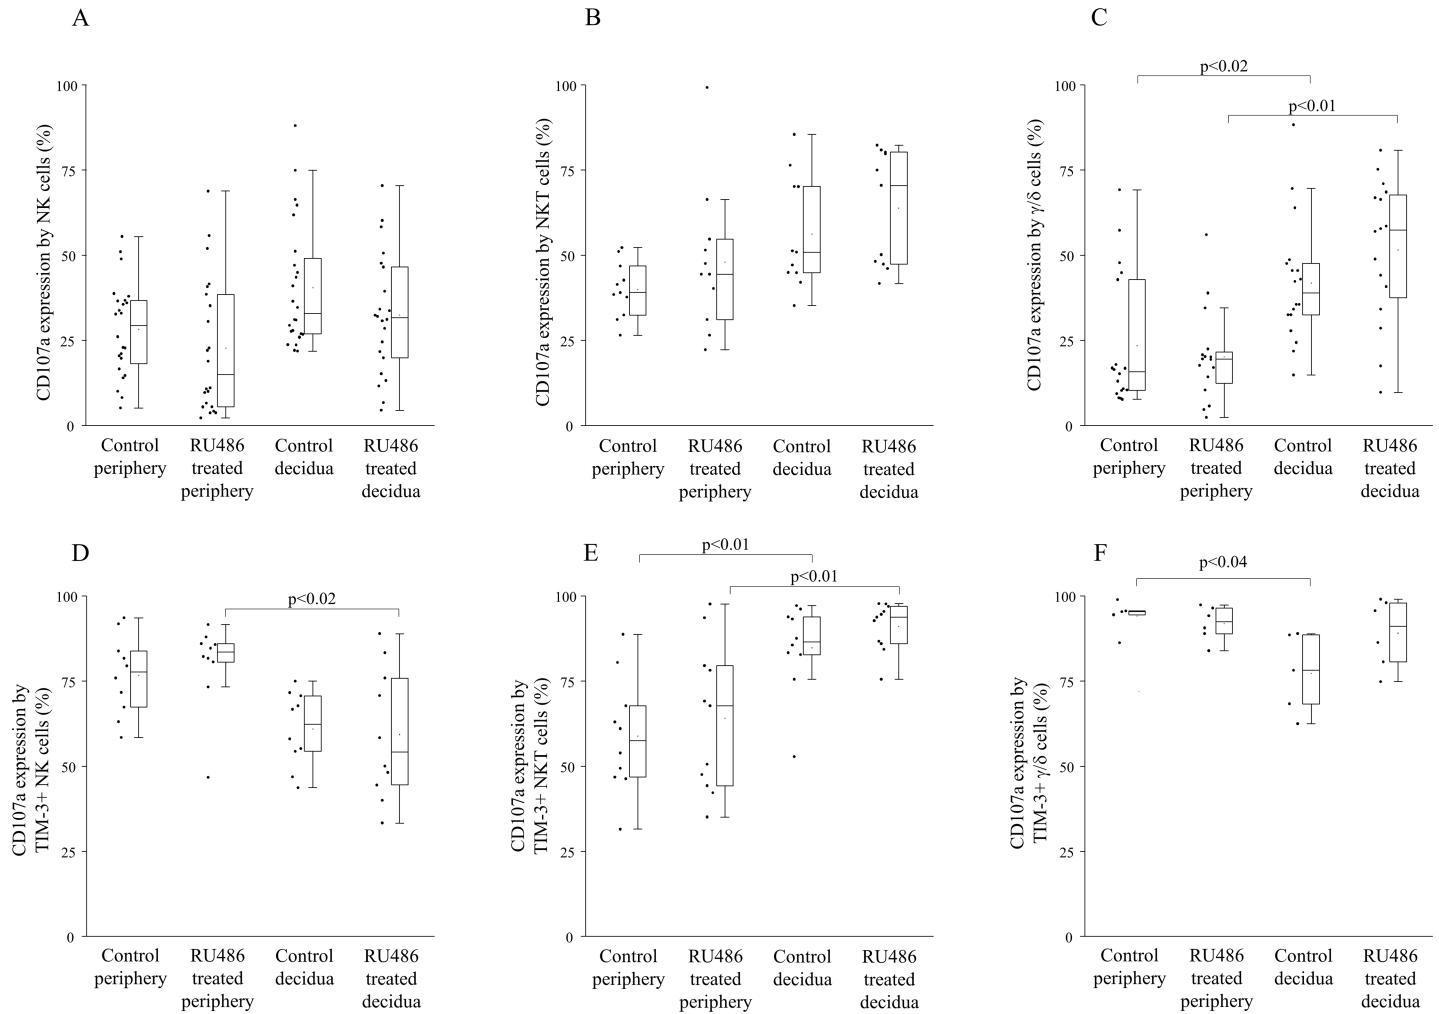 A
CD107a expression by NK cells (%)
100
75
50
25
0
Control
periphery
RU486
treated
periphery
Control
decidua
RU486
treated
decidua
B
CD107a expression by NKT cells (%)
100
75
50
25
0
Control
periphery
RU486
treated
periphery
Control
decidua
RU486
treated
decidua
C
p<0.02
p<0.01
CD107a expression by γ/δ cells (%)
100
75
50
25
0
Control
periphery
RU486
treated
periphery
Control
decidua
RU486
treated
decidua
D
p<0.02
CD107a expression by
TIM-3+ NK cells (%)
100
75
50
25
0
Control
periphery
RU486
treated
periphery
Control
decidua
RU486
treated
decidua
E
p<0.01
p<0.01
CD107a expression by
TIM-3+ NKT cells (%)
100
75
50
25
0
Control
periphery
RU486
treated
periphery
Control
decidua
RU486
treated
decidua
F
p<0.04
CD107a expression by
TIM-3+ γ/δ cells (%)
100
75
50
25
0
Control
periphery
RU486
treated
periphery
Control
decidua
RU486
treated
decidua